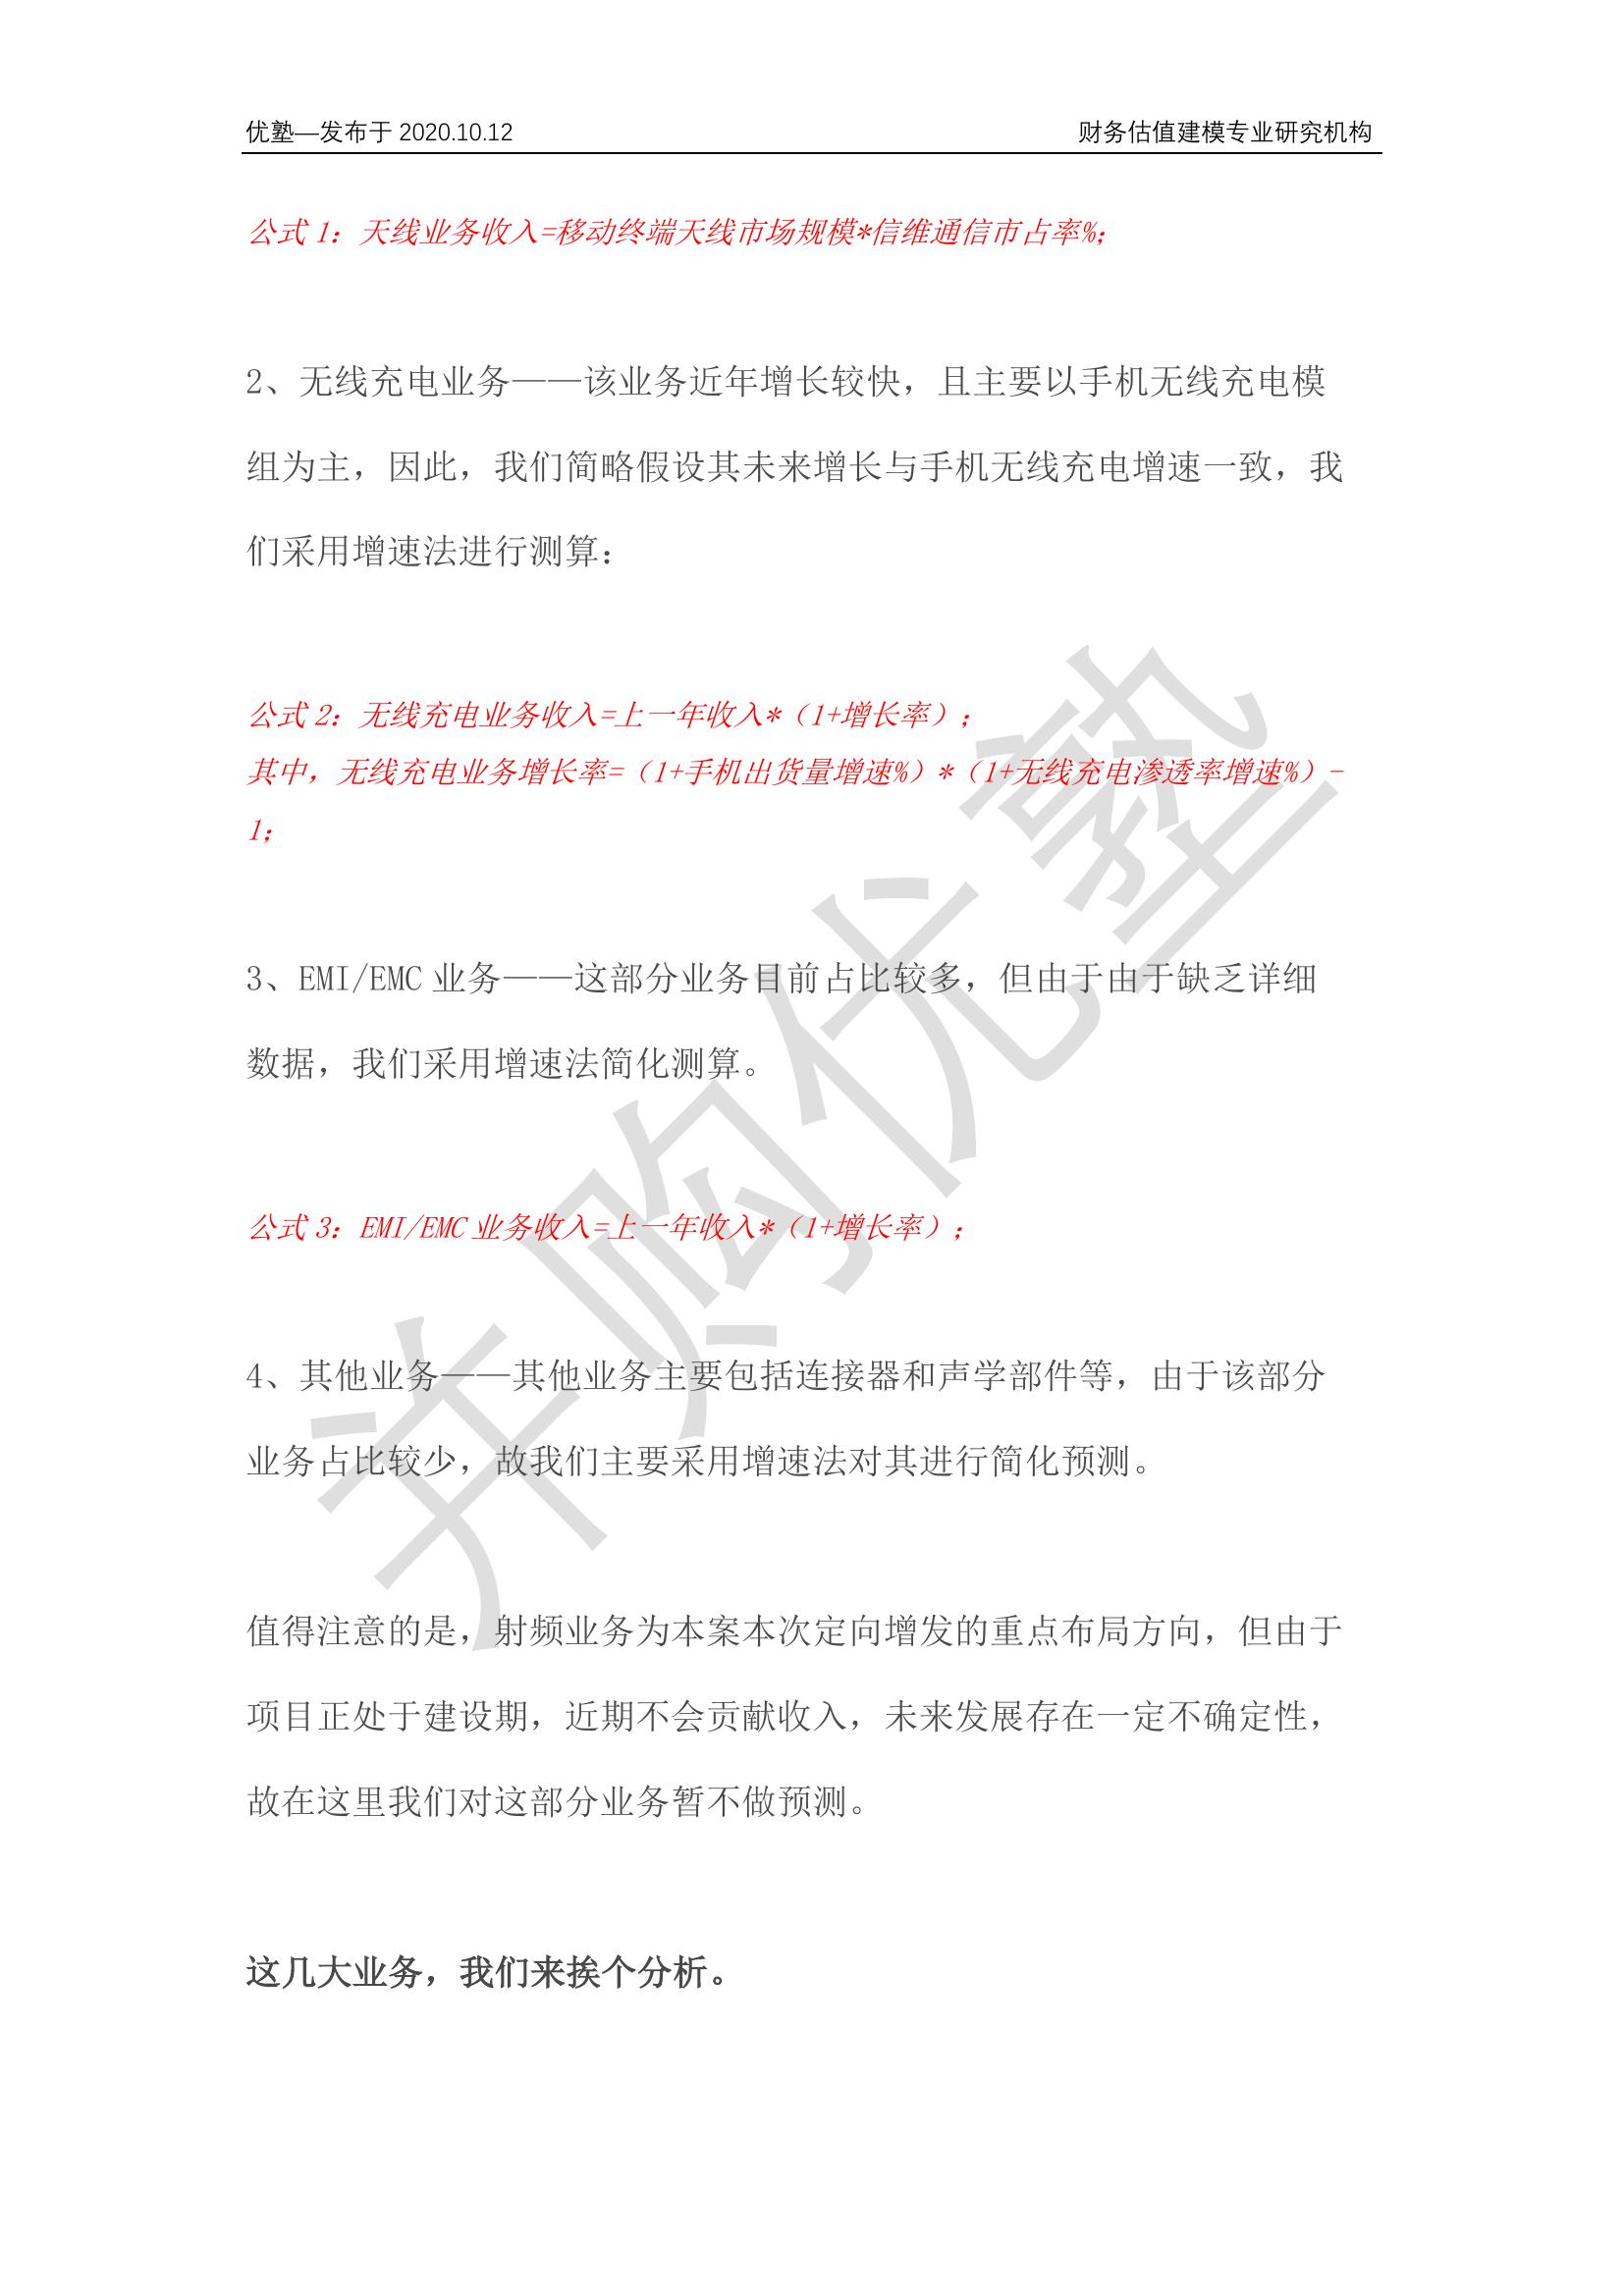 优塾—发布于 2020.10.12 财务估值建模专业研究机构
公式 1：天线业务收入=移动终端天线市场规模*信维通信市占率%；
2、无线充电业务——该业务近年增长较快，且主要以手机无线充电模
组为主，因此，我们简略假设其未来增长与手机无线充电增速一致，我
们采用增速法进行测算：
公式 2：无线充电业务收入=上一年收入*（1+增长率）；
其中，无线充电业务增长率=（1+手机出货量增速%）*（1+无线充电渗透率增速%）-
1；
3、EMI/EMC 业务——这部分业务目前占比较多，但由于由于缺乏详细
数据，我们采用增速法简化测算。
公式 3：EMI/EMC 业务收入=上一年收入*（1+增长率）；
4、其他业务——其他业务主要包括连接器和声学部件等，由于该部分
业务占比较少，故我们主要采用增速法对其进行简化预测。
值得注意的是，射频业务为本案本次定向增发的重点布局方向，但由于
项目正处于建设期，近期不会贡献收入，未来发展存在一定不确定性，
故在这里我们对这部分业务暂不做预测。
这几大业务，我们来挨个分析。
并购优塾